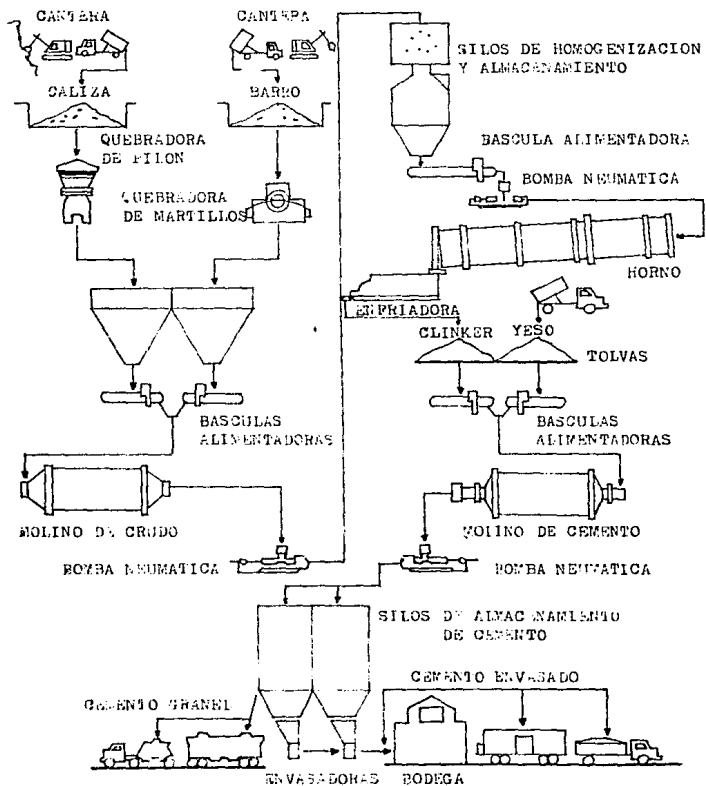 CANTERA
CANTERA
CALIZA
BARRO
QUEBRADORA
DE PILON
QUEBRADORA
DE MARTILLOS
BASCULAS
ALIMENTADORAS
MOLINO DE CRUDO
BOMBA NEUMATICA
SILOS DE HOMOGENIZACION
Y ALMACANAMIENTO
BASCULA ALIMENTADORA
BOMBA NEUMATICA
HORNO
ENFRIADORA
CLINKER
YESO
TOLVAS
BASCULAS
ALIMENTADORAS
MOLINO DE CEMENTO
BOMBA NEUMATICA
SILOS DE ALMACANAMIENTO
DE CEMENTO
CEMENTO GRANEL
CEMENTO ENVASADO
ENVASADORAS
BODEGA